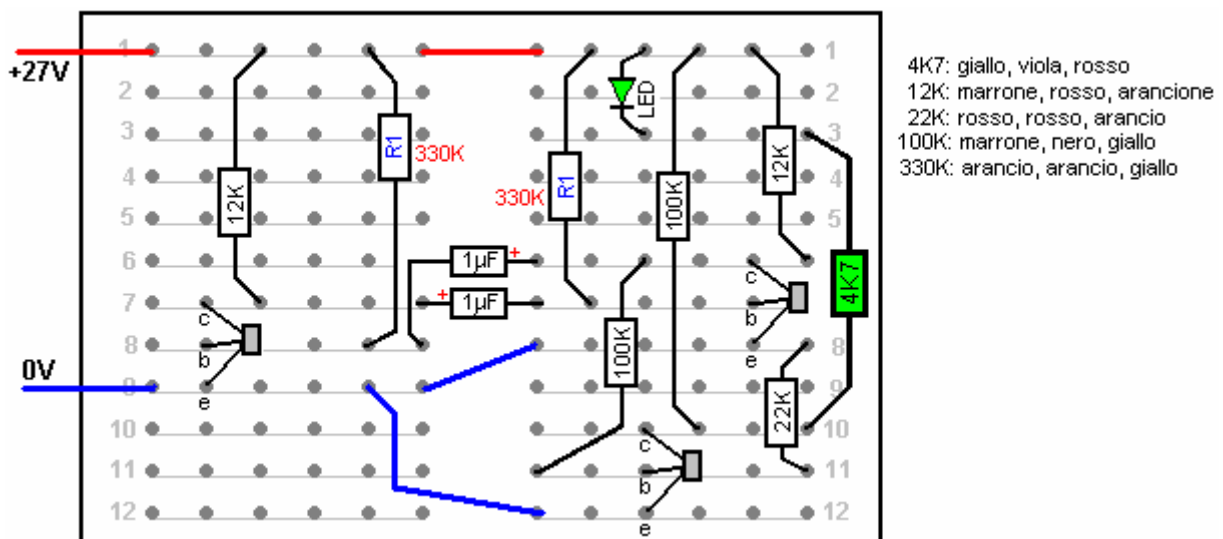 +27V
1 1
2 2
3 3
4 4
5 5
6 6
7 7
8 8
9 9
10 10
11 11
12 12
0V
12K
R1
330K
1µF
+
1µF
+
330K
R1
LED
100K
100K
12K
4K7
22K
c
b
e
c
b
e
c
b
e
4K7: giallo, viola, rosso
12K: marrone, rosso, arancione
22K: rosso, rosso, arancio
100K: marrone, nero, giallo
330K: arancio, arancio, giallo